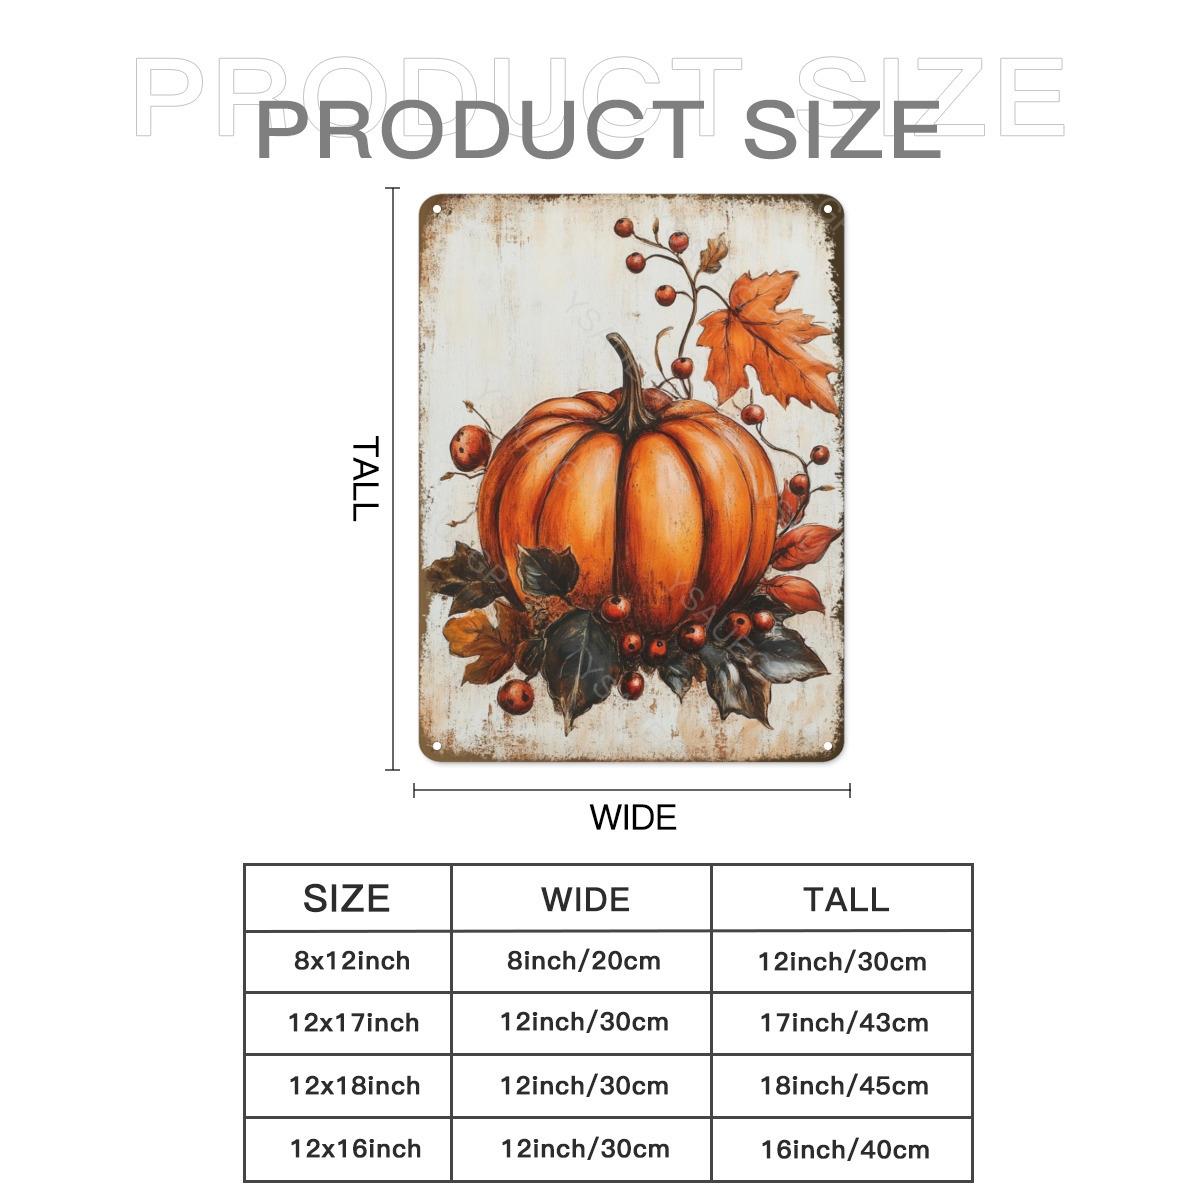 PRODUCT SIZE
PRODUCT SIZE
TALL
WIDE
SIZE WIDE TALL
8x12inch 8inch/20cm 12inch/30cm
12x17inch 12inch/30cm 17inch/43cm
12x18inch 12inch/30cm 18inch/45cm
12x16inch 12inch/30cm 16inch/40cm